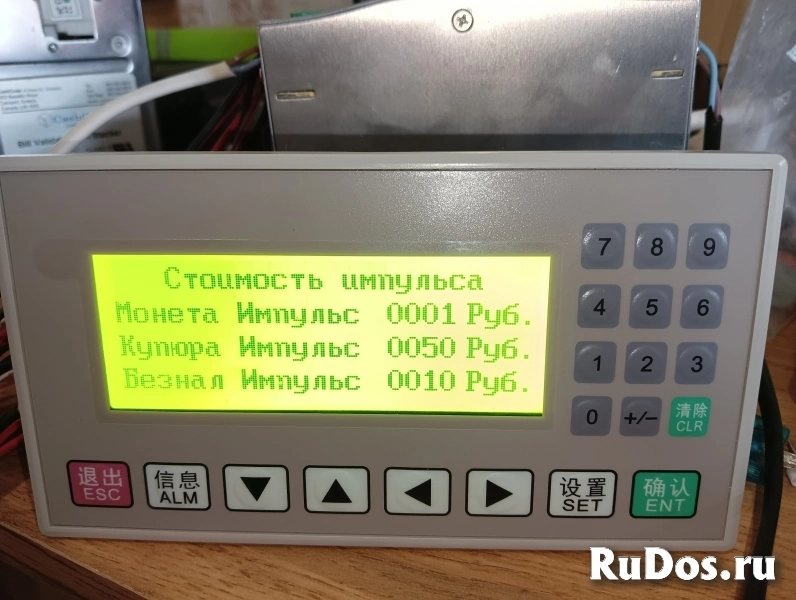 Bill Valid
Стоимость импульса
Монета Импульс 0001 Руб.
Купюра Импульс 0050 Руб.
Безнал Импульс 0010 Руб.
7 8 9
4 5 6
1 2 3
0 +/- 清除
CLR
退出
ESC
信息
ALM
▼ ▲ ◀ ▶
设置
SET
确认
ENT
RuDos.ru